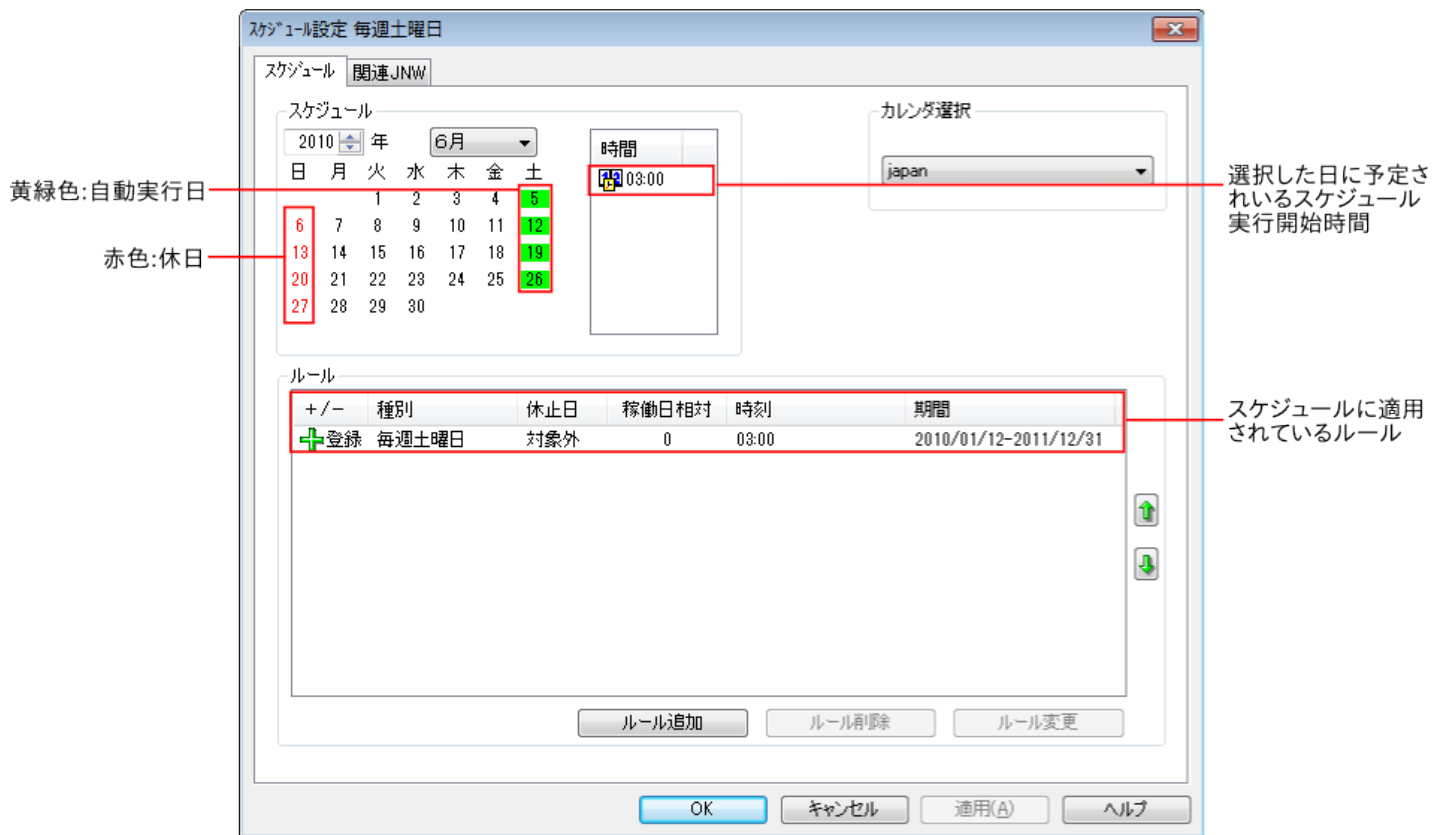 スケジュール設定 毎週土曜日
スケジュール 関連JNW
スケジュール
カレンダ選択
2010 年 6月
時間
日 月 火 水 木 金 土
03:00
japan
1 2 3 4 5
6 7 8 9 10 11 12
13 14 15 16 17 18 19
20 21 22 23 24 25 26
27 28 29 30
黄緑色:自動実行日
赤色:休日
選択した日に予定さ
れいるスケジュール
実行開始時間
ルール
+/- 種別 休止日 稼働日相対 時刻 期間
登録 毎週土曜日 対象外 0 03:00 2010/01/12-2011/12/31
スケジュールに適用
されているルール
ルール追加 ルール削除 ルール変更
OK キャンセル 適用(A) ヘルプ